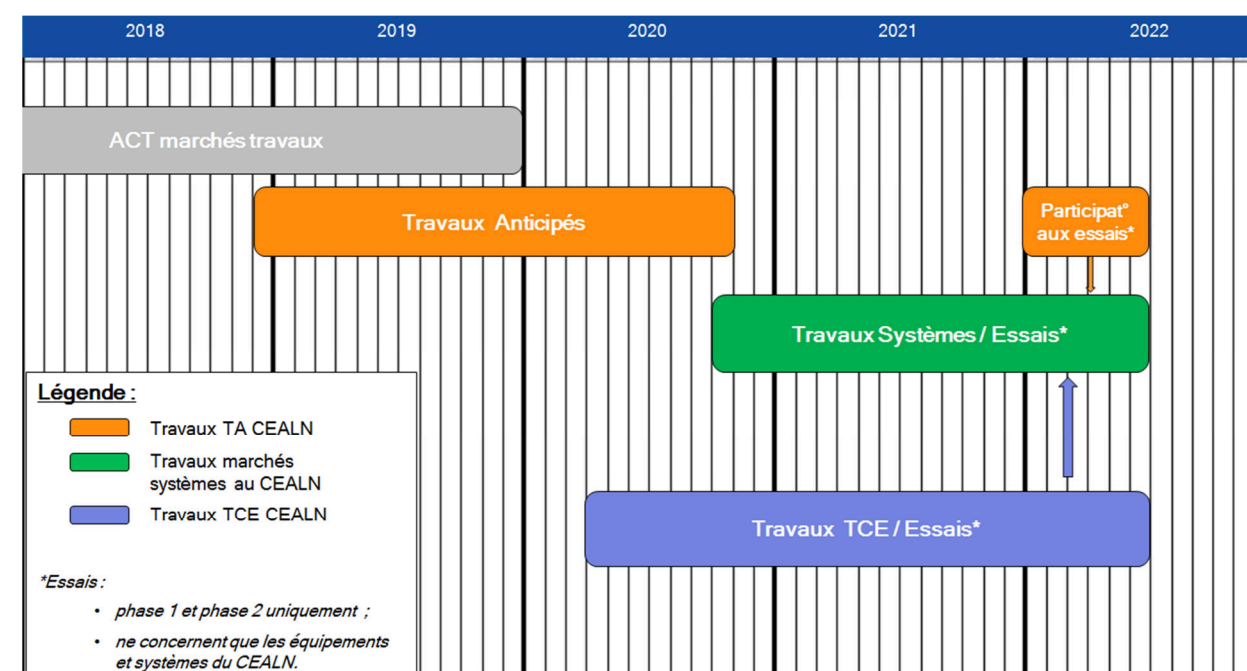 2018 2019 2020 2021 2022
ACT marchés travaux
Travaux Anticipés
Participat°
aux essais*
Travaux Systèmes / Essais*
Légende :
Travaux TA CEALN
Travaux marchés
systèmes au CEALN
Travaux TCE CEALN
Travaux TCE / Essais*
*Essais :
• phase 1 et phase 2 uniquement ;
• ne concernent que les équipements
et systèmes du CEALN.